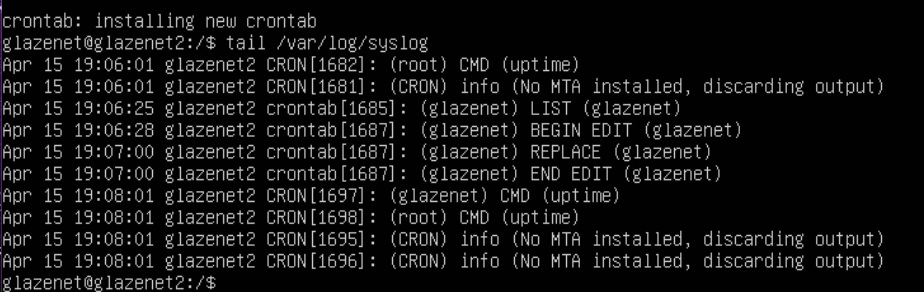 crontab: installing new crontab
glazenet@glazenet2:/$ tail /var/log/syslog
Apr 15 19:06:01 glazenet2 CRON[1682]: (root) CMD (uptime)
Apr 15 19:06:01 glazenet2 CRON[1681]: (CRON) info (No MTA installed, discarding output)
Apr 15 19:06:25 glazenet2 crontab[1685]: (glazenet) LIST (glazenet)
Apr 15 19:06:28 glazenet2 crontab[1687]: (glazenet) BEGIN EDIT (glazenet)
Apr 15 19:07:00 glazenet2 crontab[1687]: (glazenet) REPLACE (glazenet)
Apr 15 19:07:00 glazenet2 crontab[1687]: (glazenet) END EDIT (glazenet)
Apr 15 19:08:01 glazenet2 CRON[1697]: (glazenet) CMD (uptime)
Apr 15 19:08:01 glazenet2 CRON[1698]: (root) CMD (uptime)
Apr 15 19:08:01 glazenet2 CRON[1695]: (CRON) info (No MTA installed, discarding output)
Apr 15 19:08:01 glazenet2 CRON[1696]: (CRON) info (No MTA installed, discarding output)
glazenet@glazenet2:/$